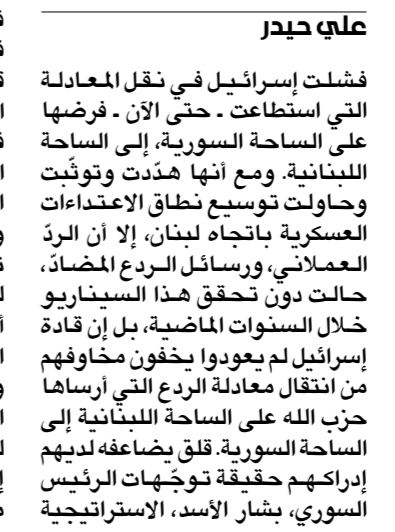 علي حيدر
فشلت إسرائيل في نقل المعادلة
التي استطاعت ـ حتى الآن ـ فرضها
على الساحة السورية، إلى الساحة
اللبنانية. ومع أنها هدّدت وتوثّبت
وحاولت توسيع نطاق الاعتداءات
العسكرية باتجاه لبنان، إلا أن الردّ
العملاني، ورسائل الردع المضادّ،
حالت دون تحقق هذا السيناريو
خلال السنوات الماضية، بل إن قادة
إسرائيل لم يعودوا يخفون مخاوفهم
من انتقال معادلة الردع التي أرساها
حزب الله على الساحة اللبنانية إلى
الساحة السورية. قلق يضاعفه لديهم
إدراكهم حقيقة توجّهات الرئيس
السوري، بشار الأسد، الاستراتيجية